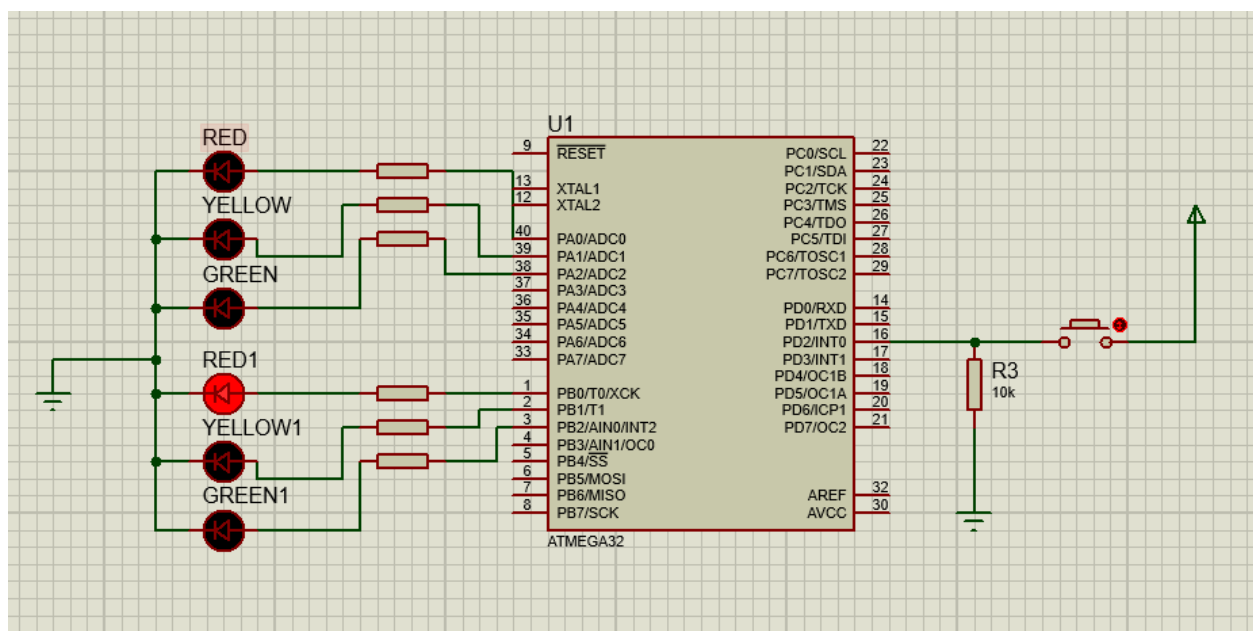 RED
YELLOW
GREEN
RED1
YELLOW1
GREEN1
U1
9 RESET
13 XTAL1
12 XTAL2
40 PA0/ADC0
39 PA1/ADC1
38 PA2/ADC2
37 PA3/ADC3
36 PA4/ADC4
35 PA5/ADC5
34 PA6/ADC6
33 PA7/ADC7
1 PB0/T0/XCK
2 PB1/T1
3 PB2/AIN0/INT2
4 PB3/AIN1/OC0
5 PB4/SS
6 PB5/MOSI
7 PB6/MISO
8 PB7/SCK
PC0/SCL 22
PC1/SDA 23
PC2/TCK 24
PC3/TMS 25
PC4/TDO 26
PC5/TDI 27
PC6/TOSC1 28
PC7/TOSC2 29
PD0/RXD 14
PD1/TXD 15
PD2/INT0 16
PD3/INT1 17
PD4/OC1B 18
PD5/OC1A 19
PD6/ICP1 20
PD7/OC2 21
AREF 32
AVCC 30
ATMEGA32
R3
10k